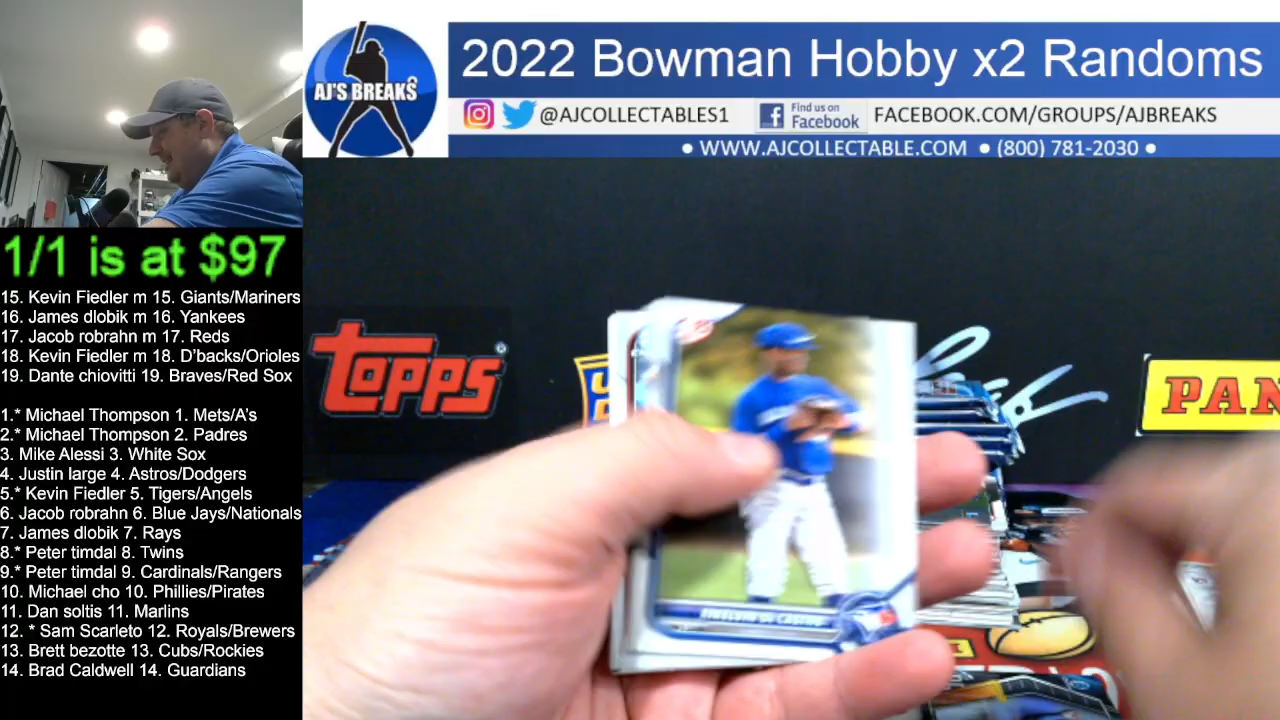 AJ'S BREAKS
2022 Bowman Hobby x2 Randoms
@AJCOLLECTABLES1
Find us on
Facebook
FACEBOOK.COM/GROUPS/AJBREAKS
• WWW.AJCOLLECTABLE.COM • (800) 781-2030 •
1/1 is at $97
15. Kevin Fiedler m 15. Giants/Mariners
16. James dlobik m 16. Yankees
17. Jacob robrahn m 17. Reds
18. Kevin Fiedler m 18. D'backs/Orioles
19. Dante chiovitti 19. Braves/Red Sox
1.* Michael Thompson 1. Mets/A's
2.* Michael Thompson 2. Padres
3. Mike Alessi 3. White Sox
4. Justin large 4. Astros/Dodgers
5.* Kevin Fiedler 5. Tigers/Angels
6. Jacob robrahn 6. Blue Jays/Nationals
7. James dlobik 7. Rays
8.* Peter timdal 8. Twins
9.* Peter timdal 9. Cardinals/Rangers
10. Michael cho 10. Phillies/Pirates
11. Dan soltis 11. Marlins
12. * Sam Scarleto 12. Royals/Brewers
13. Brett bezotte 13. Cubs/Rockies
14. Brad Caldwell 14. Guardians
TOPPS
PAN